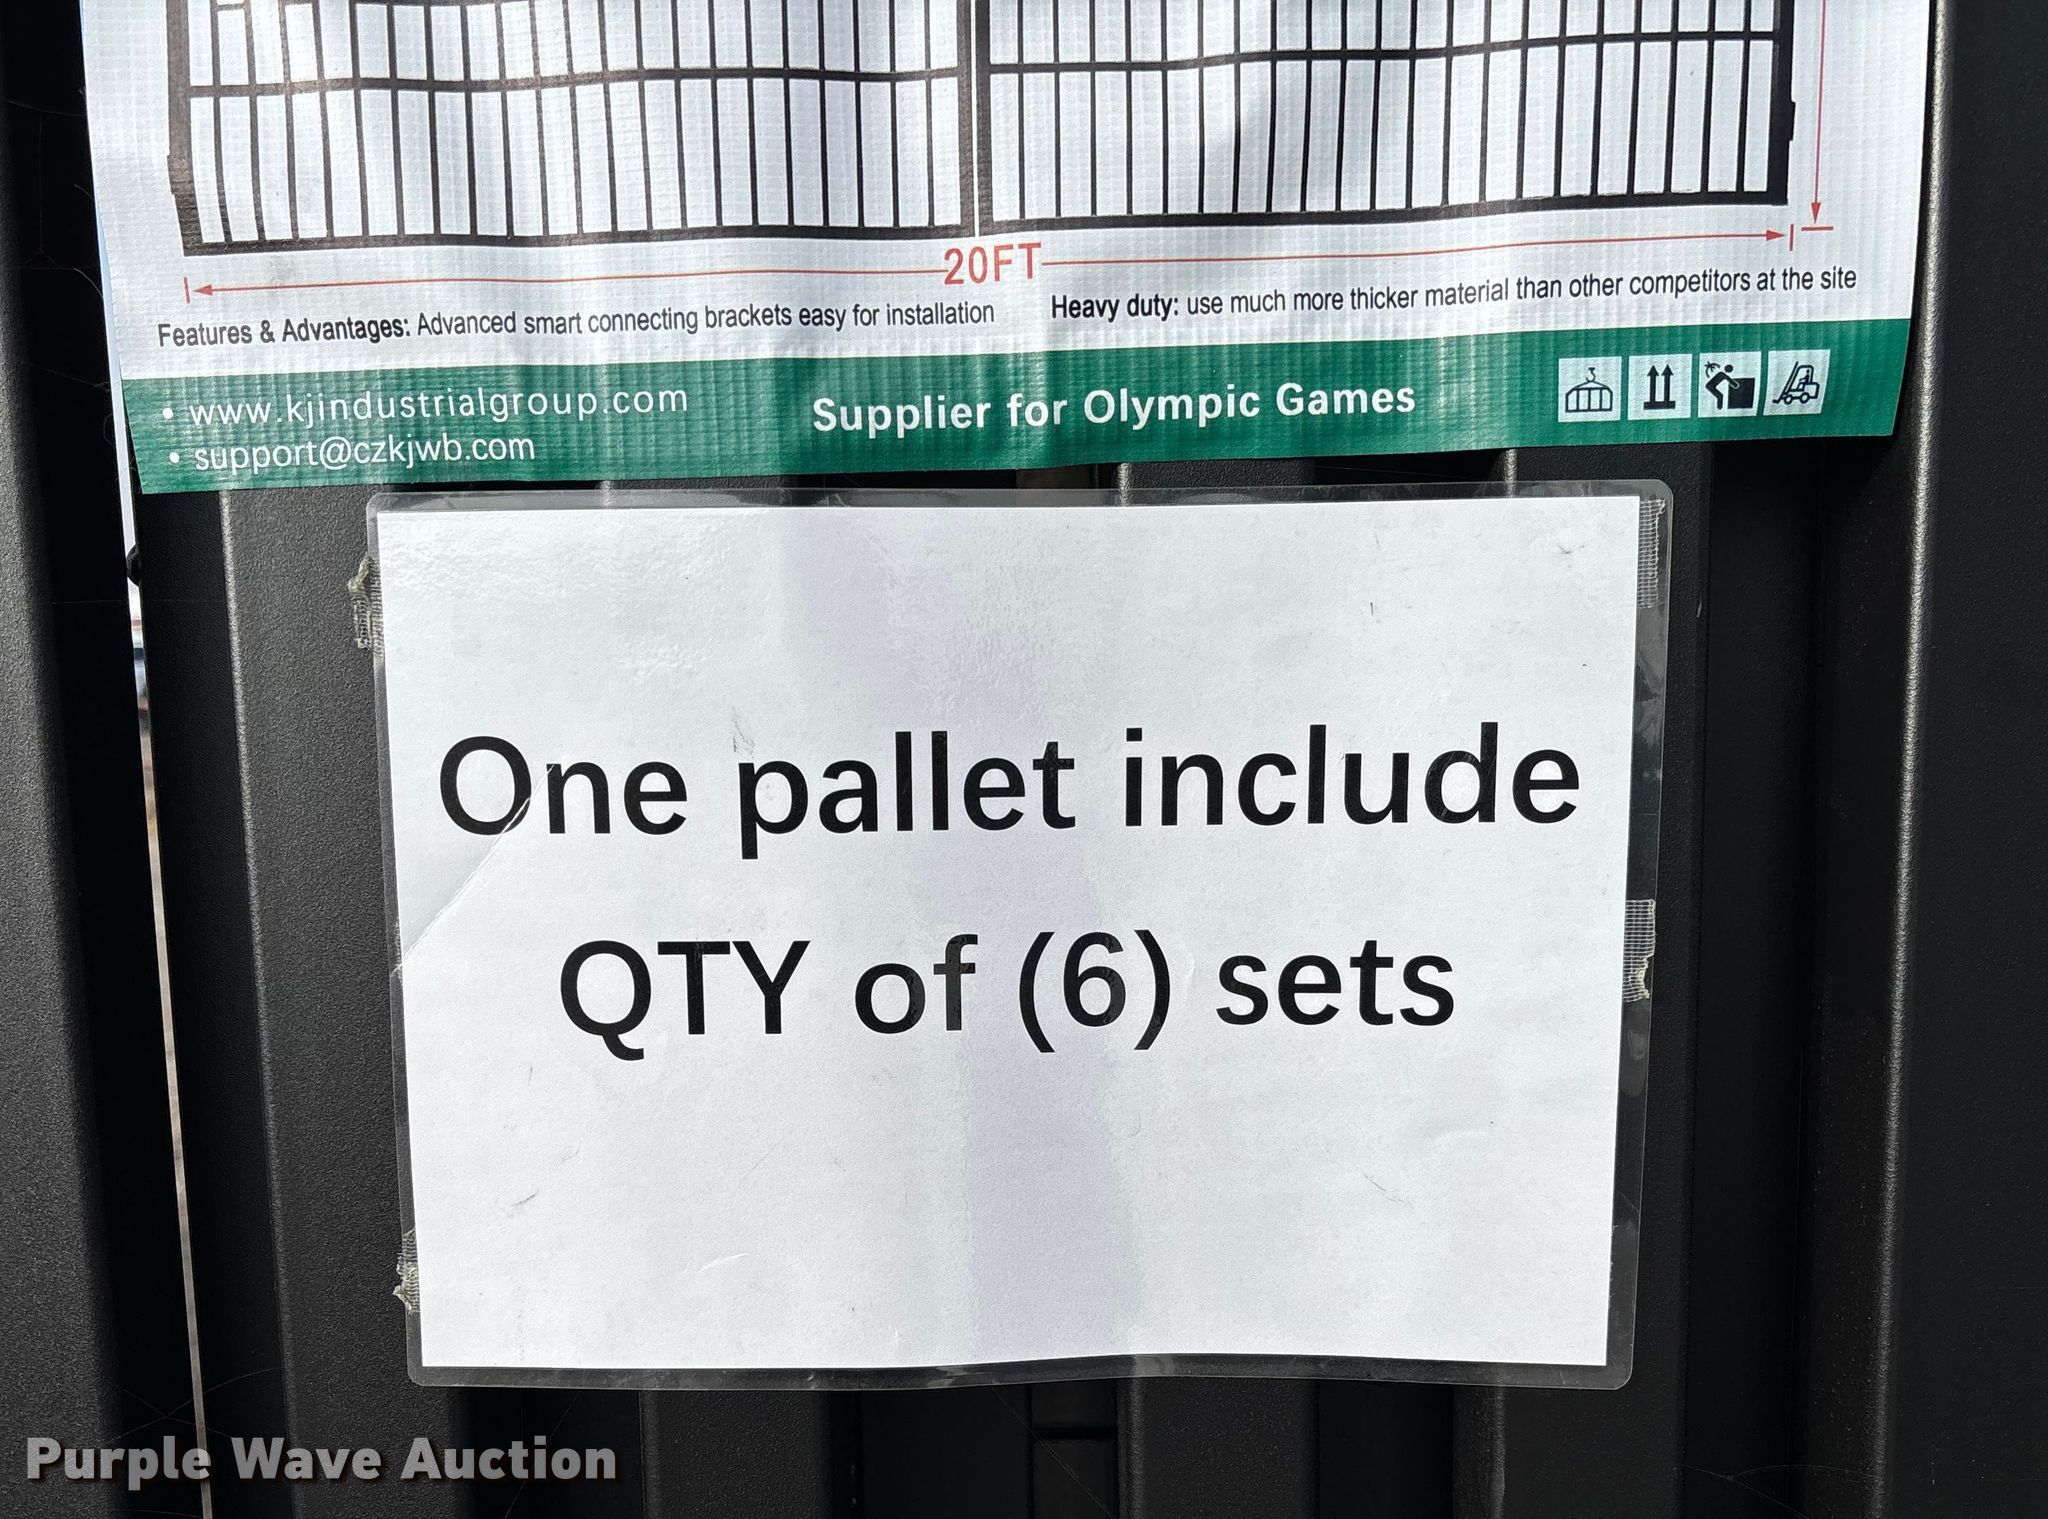 20FT
Features & Advantages: Advanced smart connecting brackets easy for installation
Heavy duty: use much more thicker material than other competitors at the site
• www.kjindustrialgroup.com
• support@czkjwb.com
Supplier for Olympic Games
One pallet include
QTY of (6) sets
Purple Wave Auction